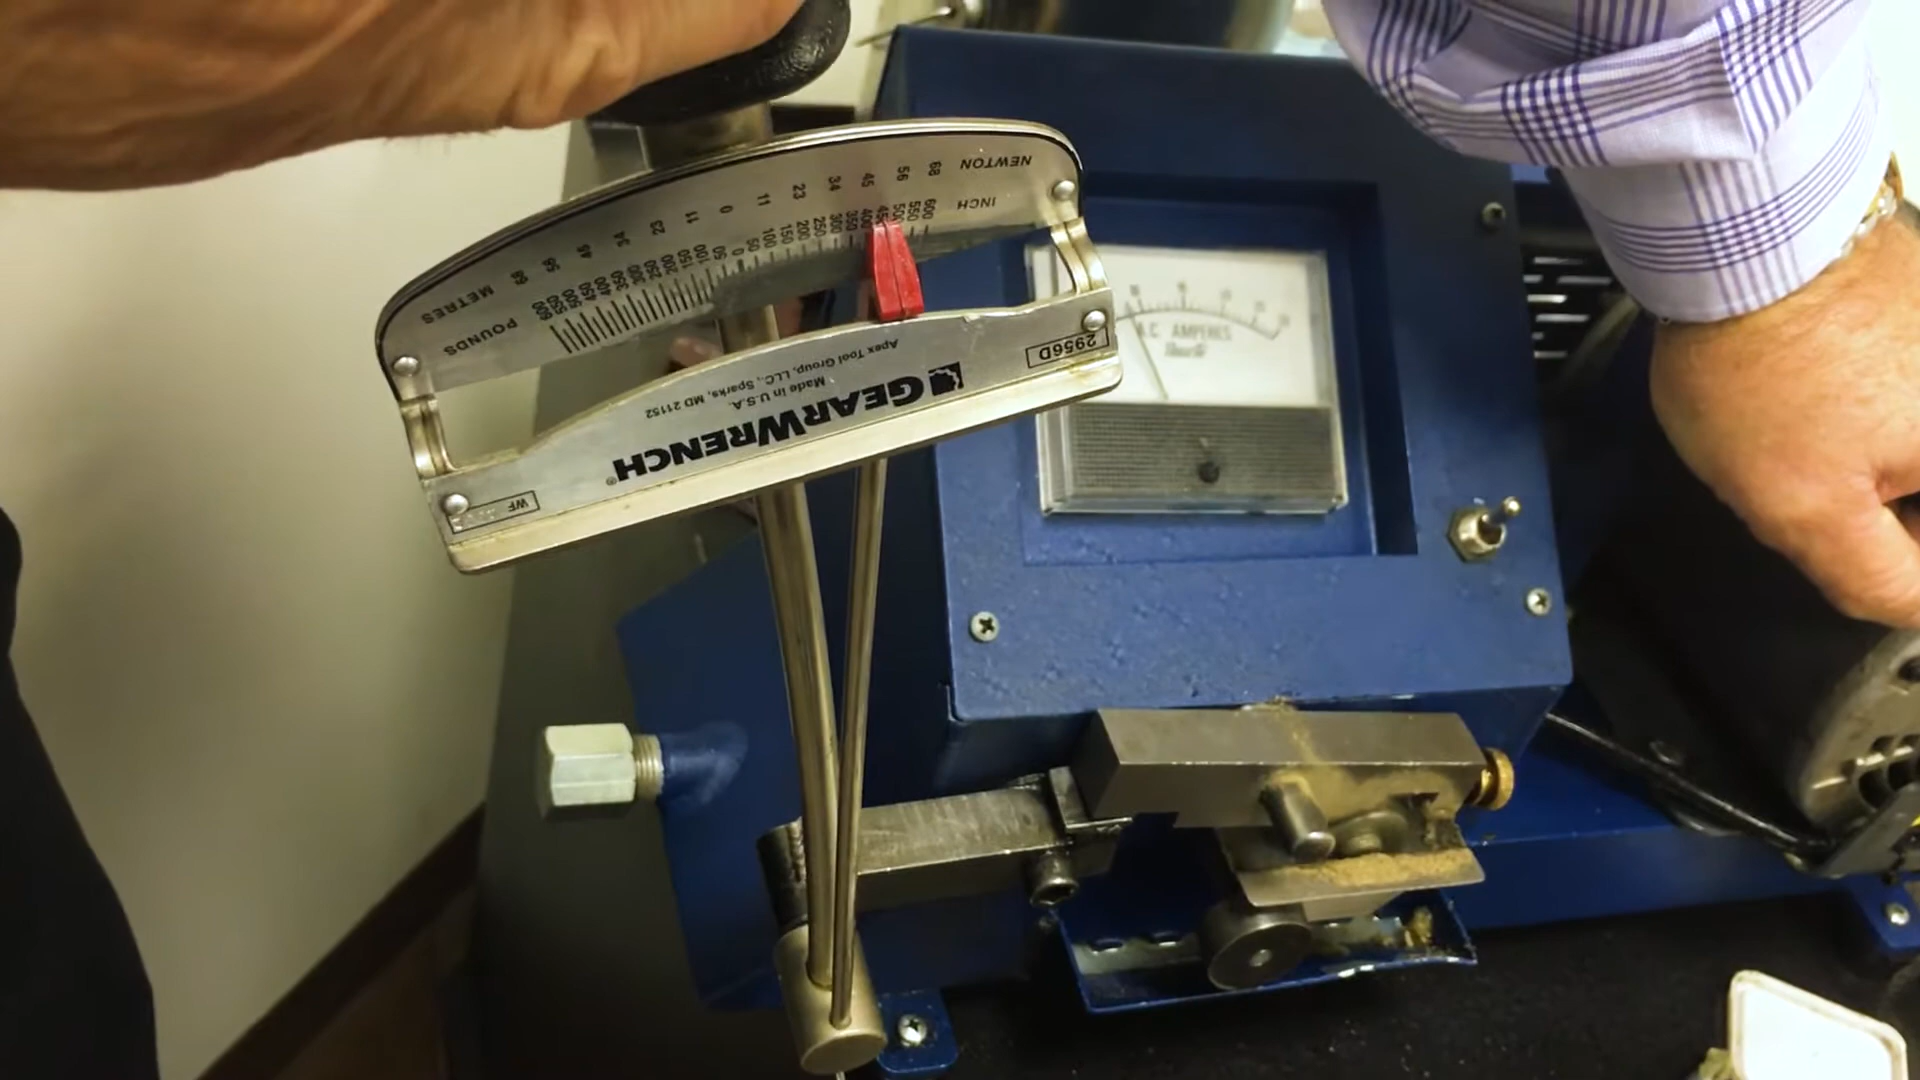 NEWTON
METRES
68 56 45 34 23 11 0 11 23 34 45 56 68
INCH
POUNDS
600 550 500 450 400 350 300 250 200 150 100 50 0 50 100 150 200 250 300 350 400 450 500 550 600
GEARWRENCH®
Made in U.S.A.
Apex Tool Group, LLC., Sparks, MD 21152
2956D
WF
A.C. AMPERES